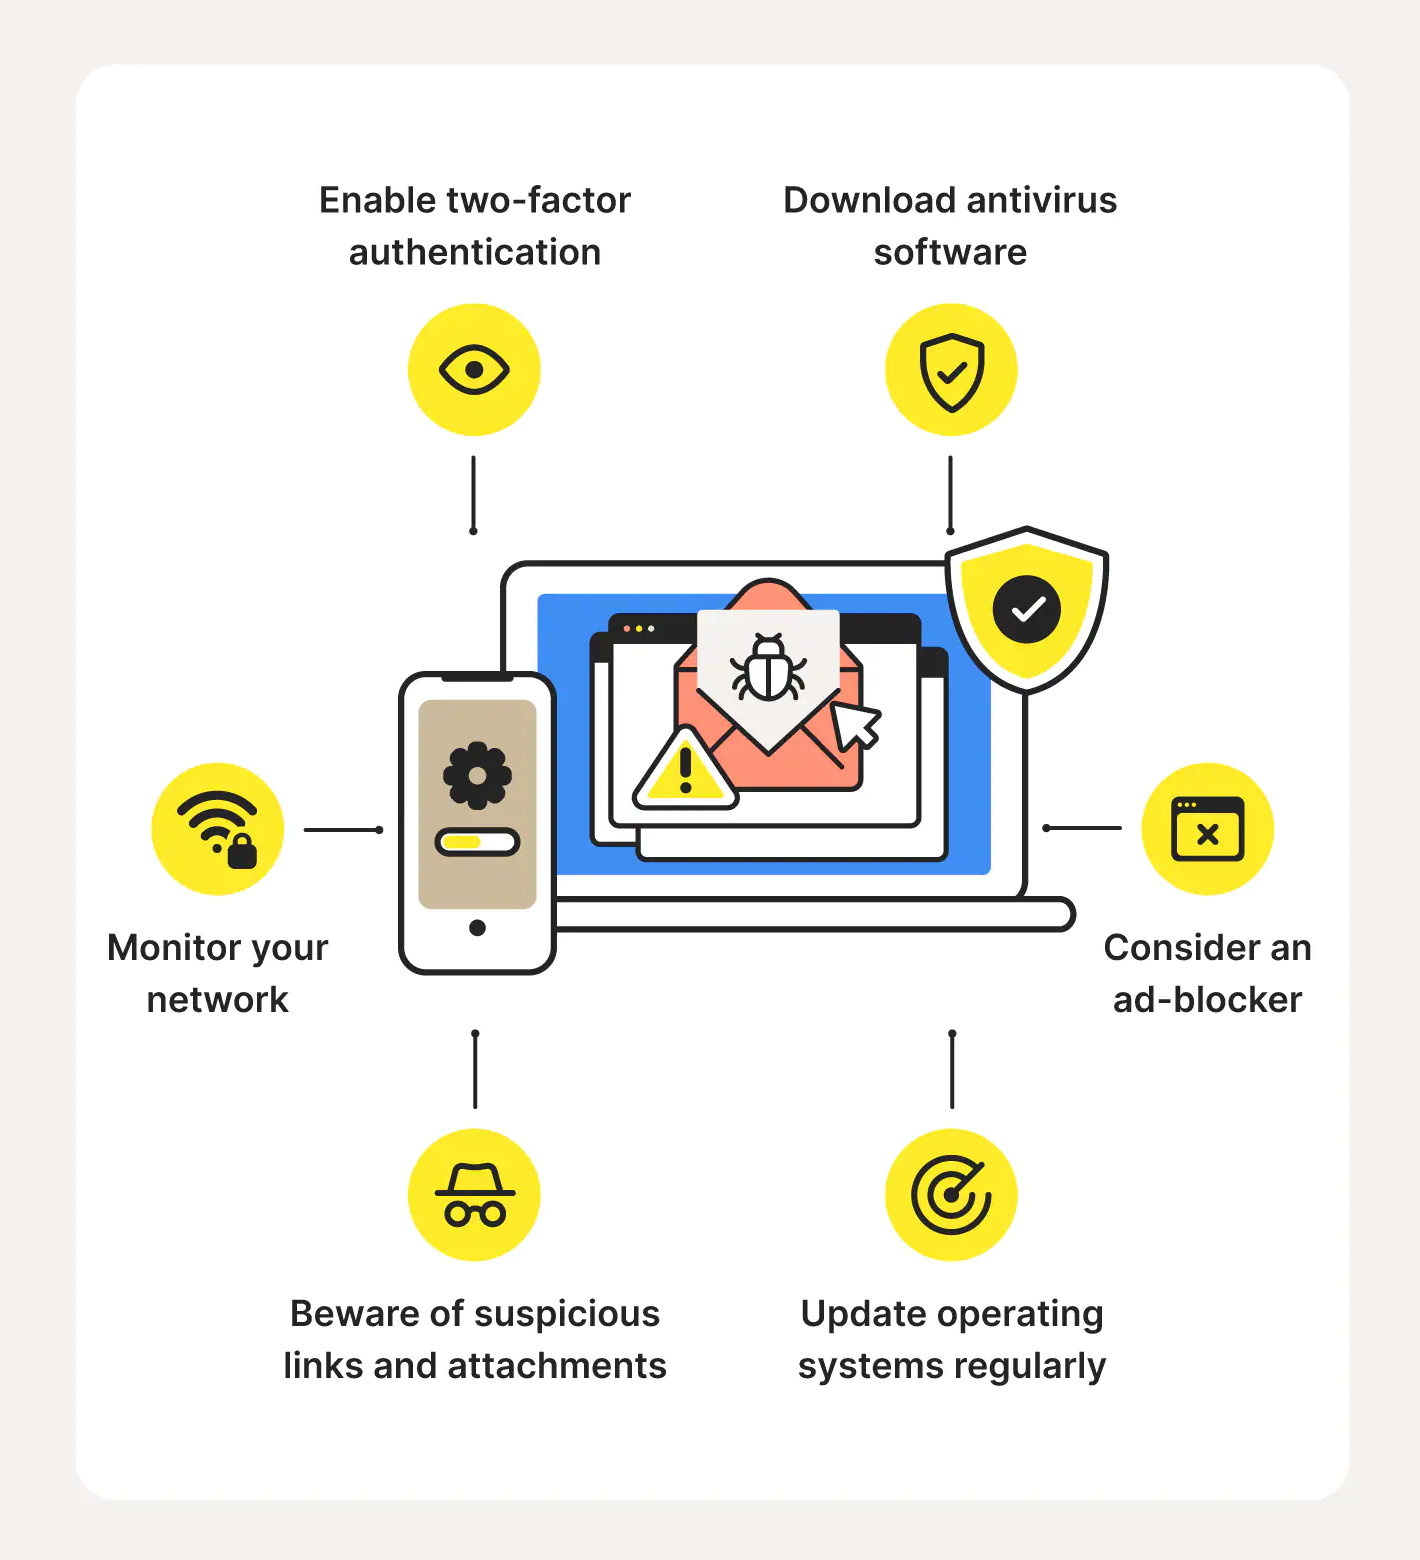 Enable two-factor
authentication
Download antivirus
software
Monitor your
network
Consider an
ad-blocker
Beware of suspicious
links and attachments
Update operating
systems regularly